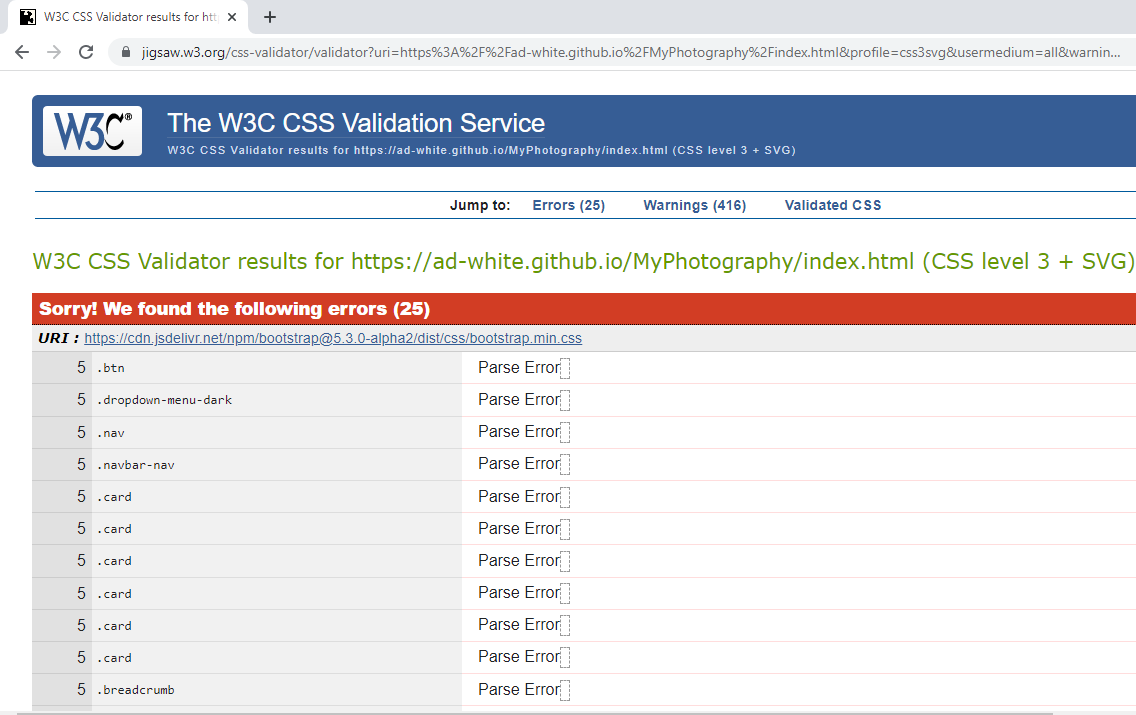 W3C CSS Validator results for htt
jigsaw.w3.org/css-validator/validator?uri=https%3A%2F%2Fad-white.github.io%2FMyPhotography%2Findex.html&profile=css3svg&usermedium=all&warnin...
W3C®
The W3C CSS Validation Service
W3C CSS Validator results for https://ad-white.github.io/MyPhotography/index.html (CSS level 3 + SVG)
Jump to: Errors (25) Warnings (416) Validated CSS
W3C CSS Validator results for https://ad-white.github.io/MyPhotography/index.html (CSS level 3 + SVG)
Sorry! We found the following errors (25)
URI : https://cdn.jsdelivr.net/npm/bootstrap@5.3.0-alpha2/dist/css/bootstrap.min.css
5 .btn Parse Error
5 .dropdown-menu-dark Parse Error
5 .nav Parse Error
5 .navbar-nav Parse Error
5 .card Parse Error
5 .card Parse Error
5 .card Parse Error
5 .card Parse Error
5 .card Parse Error
5 .card Parse Error
5 .breadcrumb Parse Error